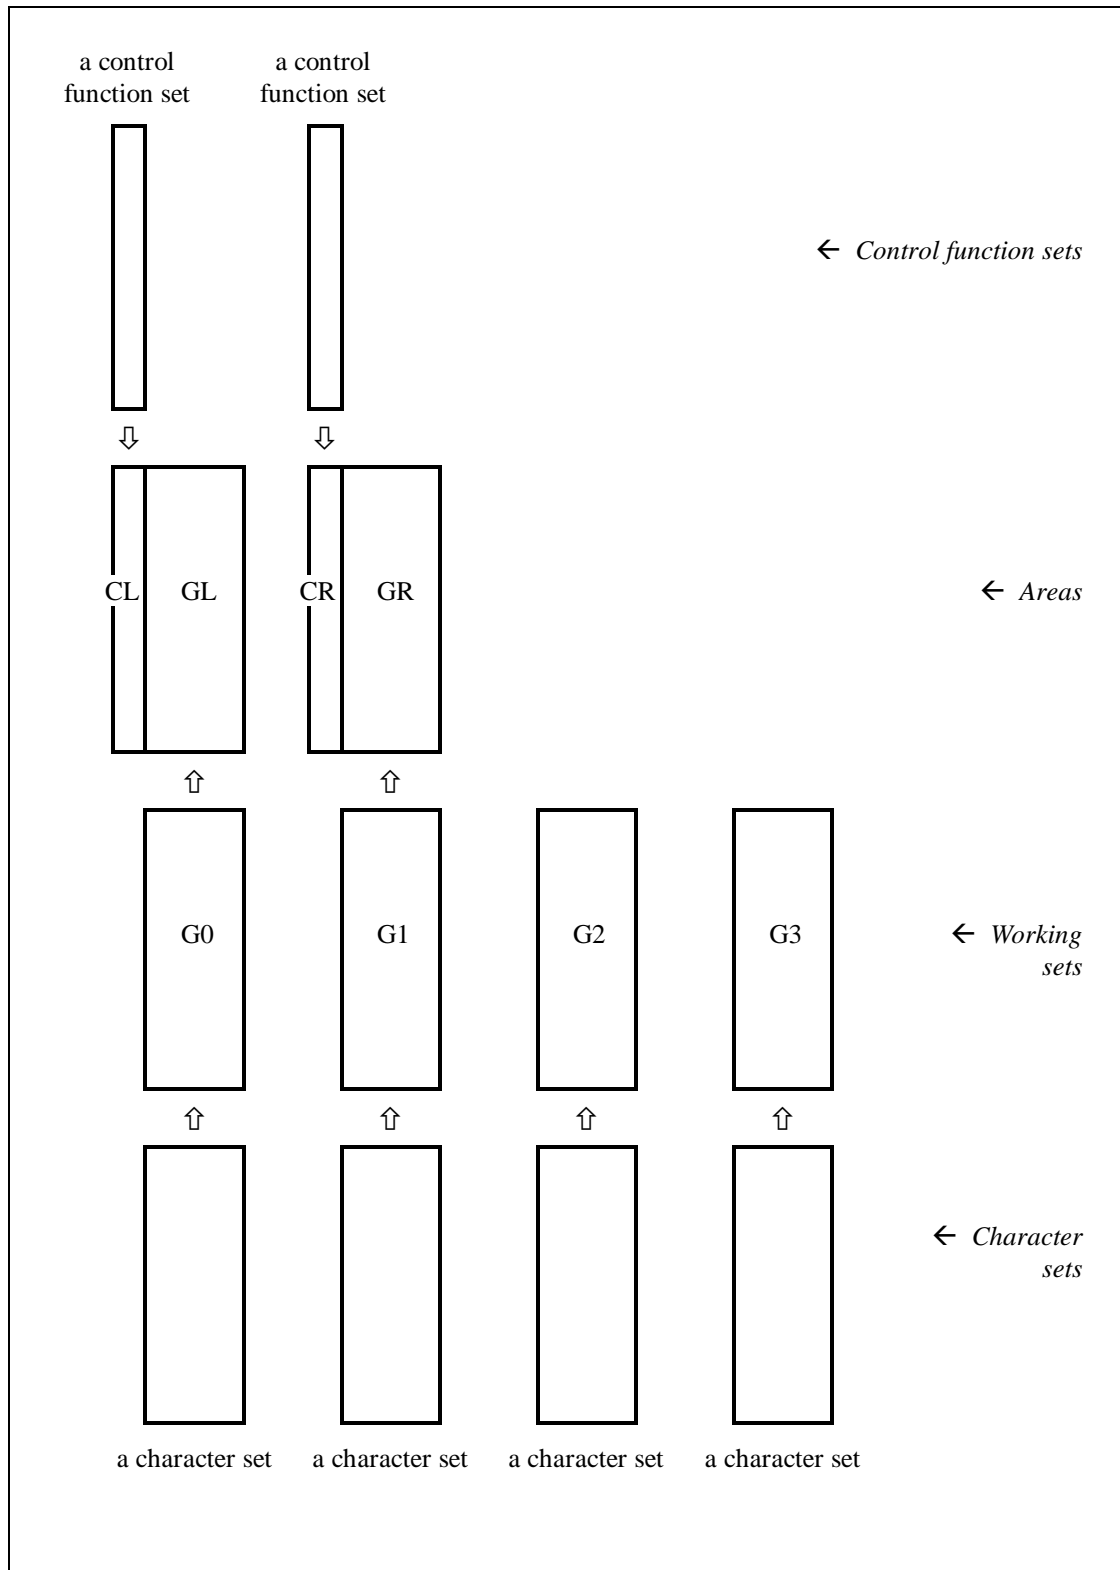 a control
function set
a control
function set
← Control function sets
⇩ ⇩
CL GL CR GR ← Areas
⇧ ⇧
G0 G1 G2 G3 ← Working
sets
⇧ ⇧ ⇧ ⇧
← Character
sets
a character set a character set a character set a character set